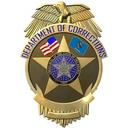 DEPARTMENT OF CORRECTIONS